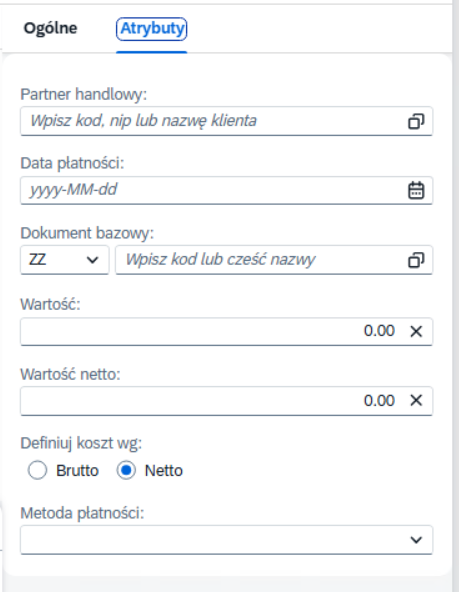 Ogólne Atrybuty
Partner handlowy:
Wpisz kod, nip lub nazwę klienta
Data płatności:
yyyy-MM-dd
Dokument bazowy:
ZZ Wpisz kod lub cześć nazwy
Wartość:
0.00
Wartość netto:
0.00
Definiuj koszt wg:
Brutto Netto
Metoda płatności: